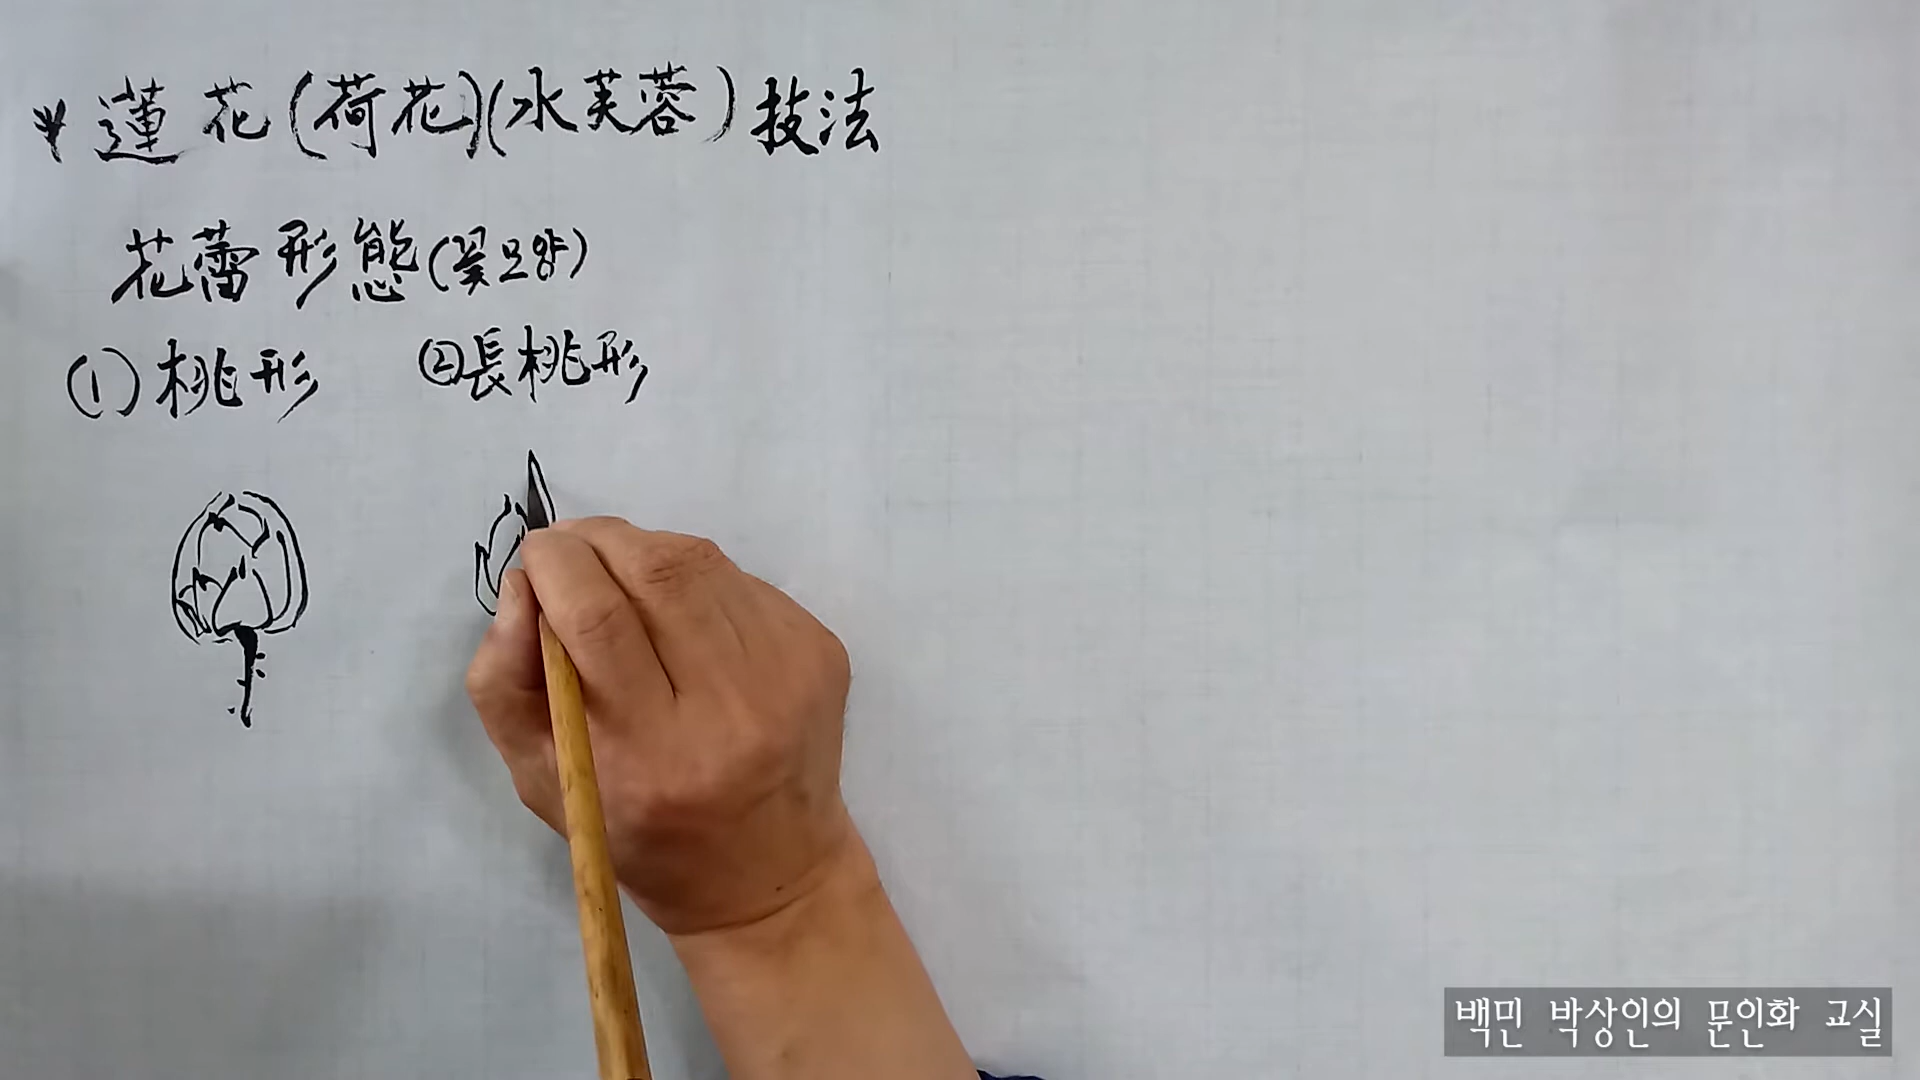 蓮花(荷花)(水芙蓉)技法
花蕾形態(꽃모양)
(1)桃形 ②長桃形
백민 박상인의 문인화 교실